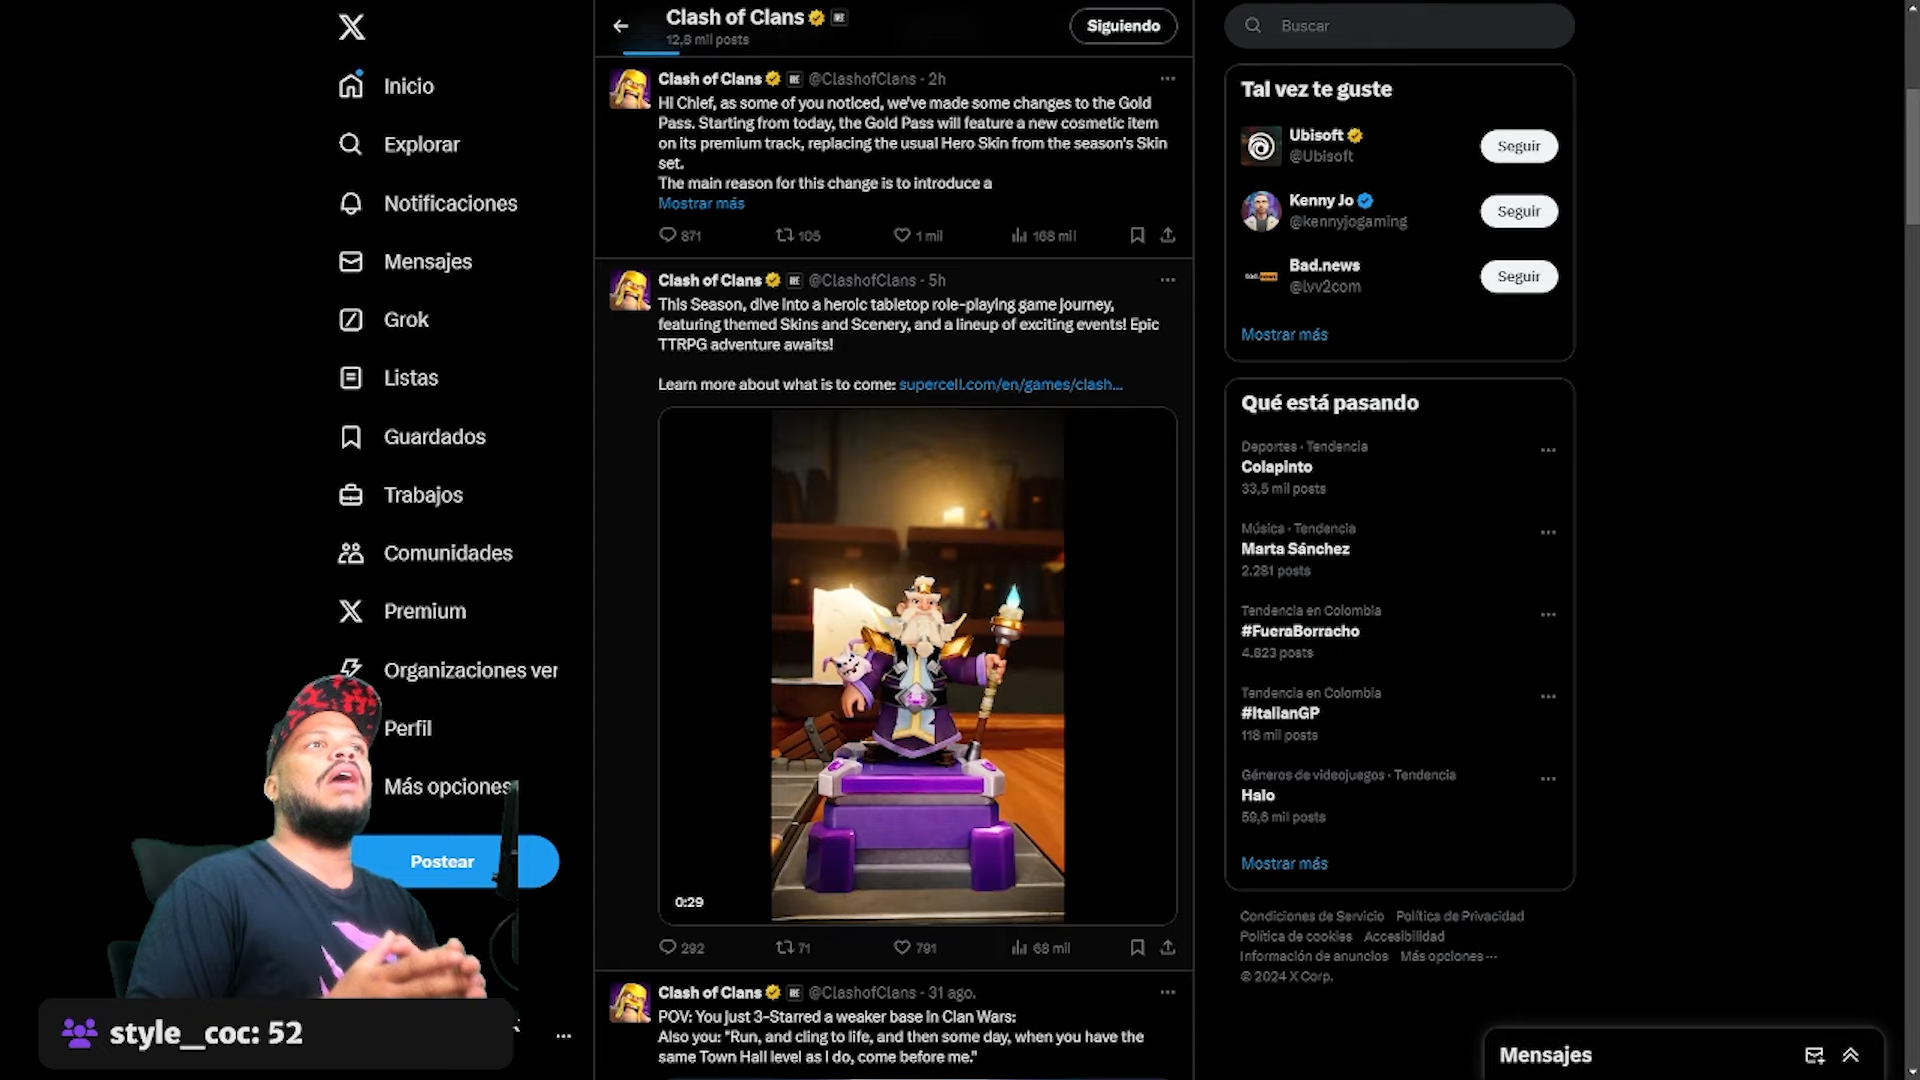 Inicio
Explorar
Notificaciones
Mensajes
Grok
Listas
Guardados
Trabajos
Comunidades
Premium
Organizaciones ver
Perfil
Más opciones
Postear
style_coc: 52
Clash of Clans
12,8 mil posts
Siguiendo
Clash of Clans @ClashofClans · 2h
Hi Chief, as some of you noticed, we've made some changes to the Gold
Pass. Starting from today, the Gold Pass will feature a new cosmetic item
on its premium track, replacing the usual Hero Skin from the season's Skin
set.
The main reason for this change is to introduce a
Mostrar más
871 105 1 mil 168 mil
Clash of Clans @ClashofClans · 5h
This Season, dive into a heroic tabletop role-playing game journey,
featuring themed Skins and Scenery, and a lineup of exciting events! Epic
TTRPG adventure awaits!
Learn more about what is to come: supercell.com/en/games/clash...
0:29
292 71 791 68 mil
Clash of Clans @ClashofClans · 31 ago.
POV: You just 3-Starred a weaker base in Clan Wars:
Also you: "Run, and cling to life, and then some day, when you have the
same Town Hall level as I do, come before me."
Buscar
Tal vez te guste
Ubisoft
@Ubisoft
Seguir
Kenny Jo
@kennyjogaming
Seguir
Bad.news
@lvv2com
Seguir
Mostrar más
Qué está pasando
Deportes · Tendencia
Colapinto
33,5 mil posts
Música · Tendencia
Marta Sánchez
2.281 posts
Tendencia en Colombia
#FueraBorracho
4.823 posts
Tendencia en Colombia
#ItalianGP
118 mil posts
Géneros de videojuegos · Tendencia
Halo
59,6 mil posts
Mostrar más
Condiciones de Servicio Política de Privacidad
Política de cookies Accesibilidad
Información de anuncios Más opciones ···
© 2024 X Corp.
Mensajes